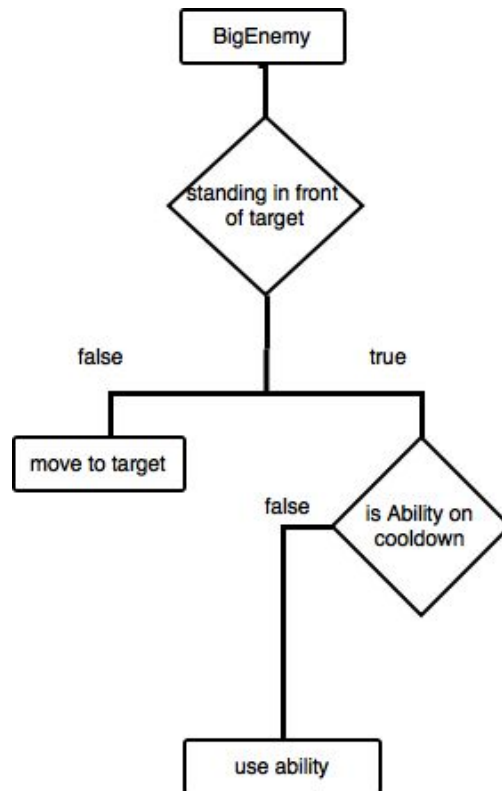 BigEnemy
standing in front
of target
false
true
move to target
false
is Ability on
cooldown
use ability